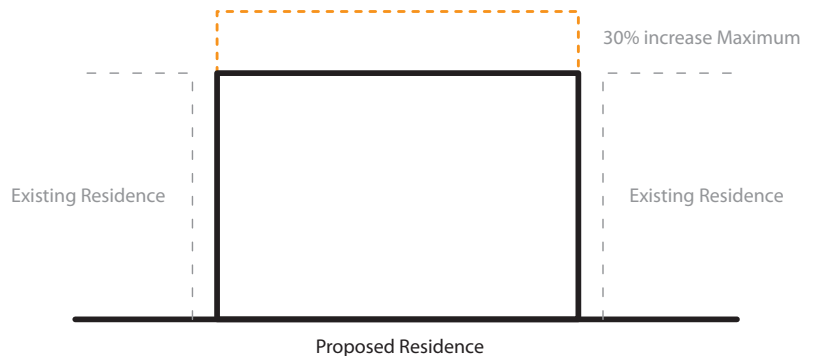 30% increase Maximum
Existing Residence
Existing Residence
Proposed Residence